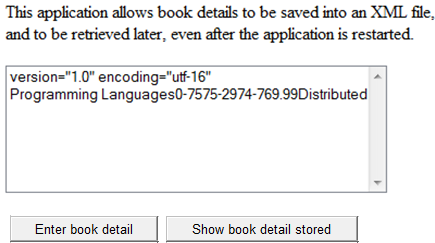 This application allows book details to be saved into an XML file,
and to be retrieved later, even after the application is restarted.
version="1.0" encoding="utf-16"
Programming Languages0-7575-2974-769.99Distributed
Enter book detail
Show book detail stored